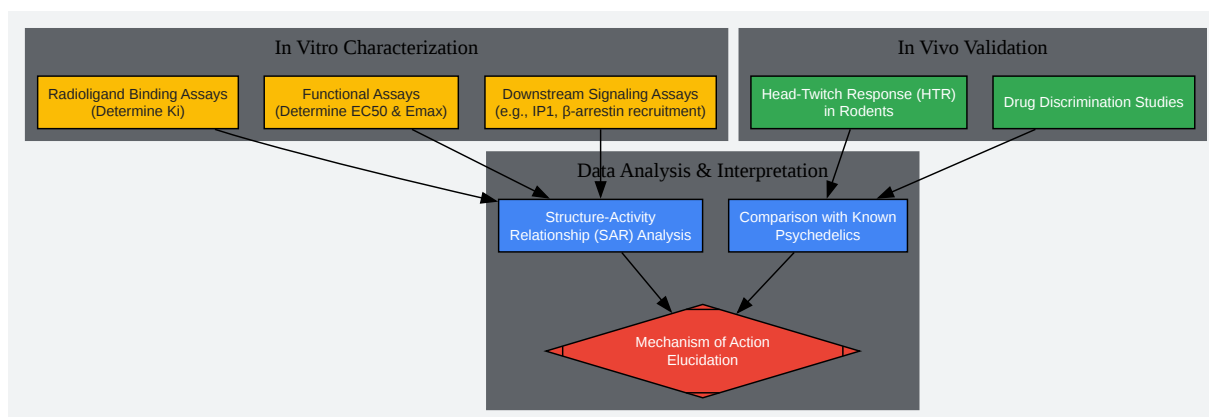 In Vitro Characterization
Radioligand Binding Assays
(Determine Ki)
Functional Assays
(Determine EC50 & Emax)
Downstream Signaling Assays
(e.g., IP1, β-arrestin recruitment)
In Vivo Validation
Head-Twitch Response (HTR)
in Rodents
Drug Discrimination Studies
Data Analysis & Interpretation
Structure-Activity
Relationship (SAR) Analysis
Comparison with Known
Psychedelics
Mechanism of Action
Elucidation